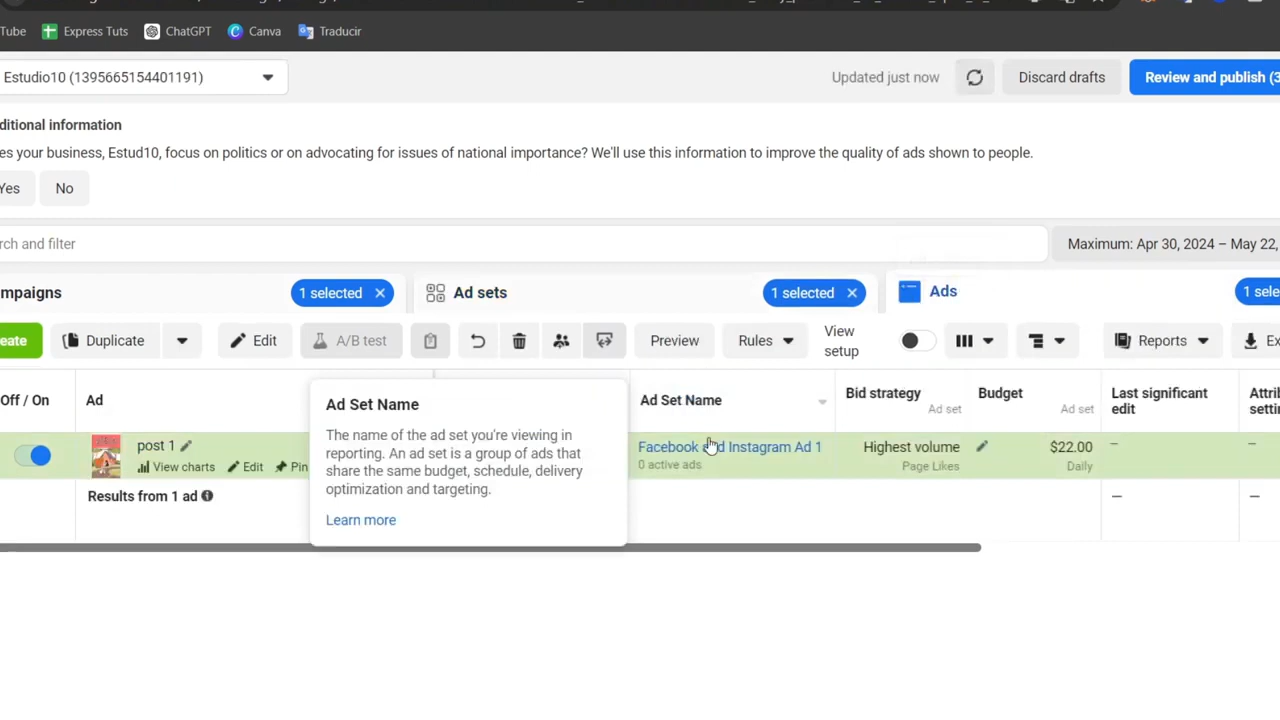 Tube Express Tuts ChatGPT Canva Traducir
Estudio10 (1395665154401191) Updated just now Discard drafts Review and publish (3
ditional information
es your business, Estud10, focus on politics or on advocating for issues of national importance? We'll use this information to improve the quality of ads shown to people.
Yes No
rch and filter Maximum: Apr 30, 2024 – May 22,
mpaigns 1 selected Ad sets 1 selected Ads 1 sele
eate Duplicate Edit A/B test Preview Rules View setup Reports Ex
Off / On Ad Ad Set Name Bid strategy Ad set Budget Ad set Last significant edit Attrib settin
post 1 Facebook and Instagram Ad 1 Highest volume $22.00 – –
View charts Edit Pin 0 active ads Page Likes Daily
Results from 1 ad – –
Ad Set Name
The name of the ad set you're viewing in
reporting. An ad set is a group of ads that
share the same budget, schedule, delivery
optimization and targeting.
Learn more